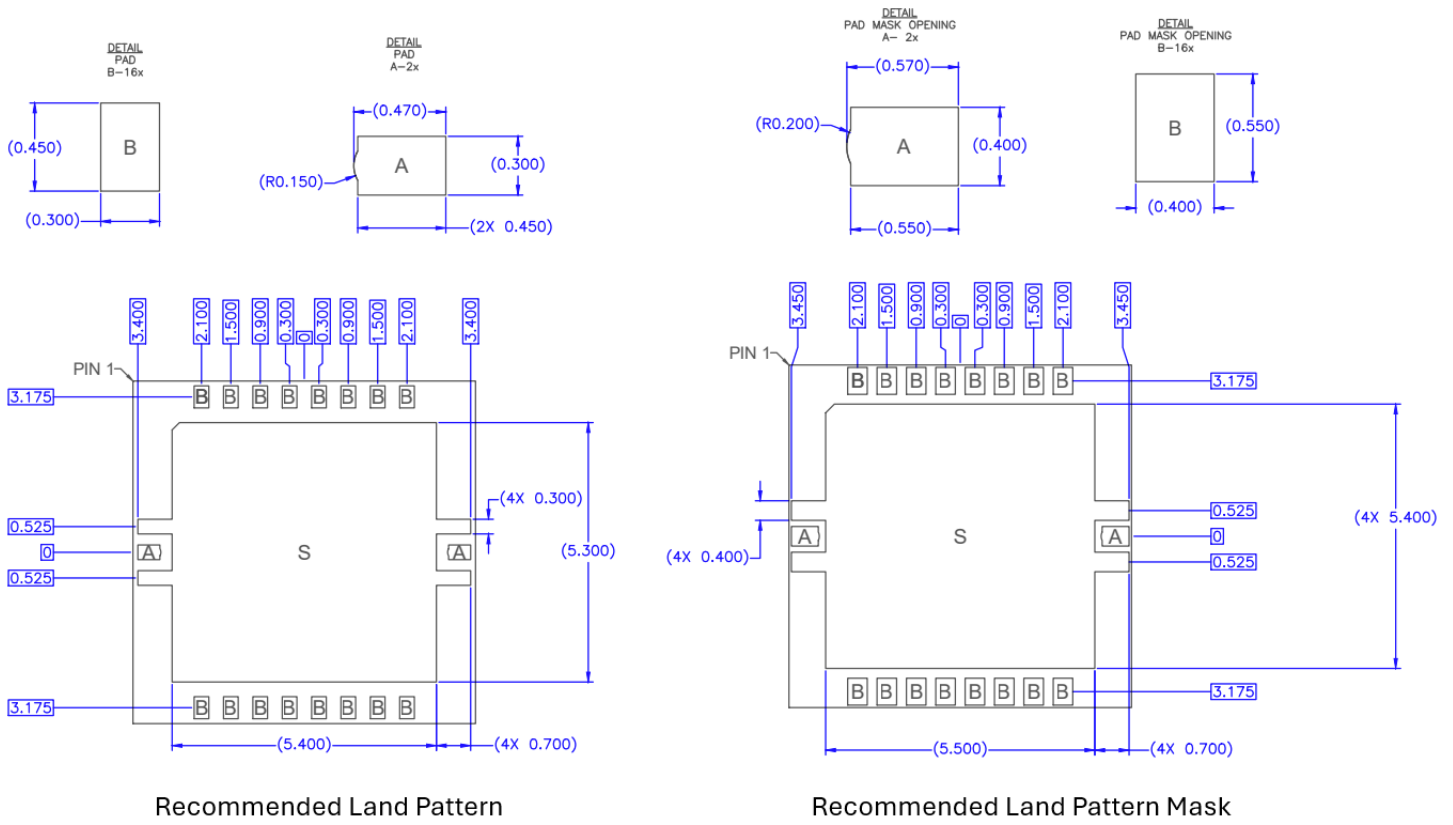 DETAIL
PAD
B-16x
(0.450)
B
(0.300)
DETAIL
PAD
A-2x
(0.470)
A
(0.300)
(R0.150)
(2X 0.450)
DETAIL
PAD MASK OPENING
A- 2x
(0.570)
(R0.200)
A
(0.400)
(0.550)
DETAIL
PAD MASK OPENING
B-16x
B
(0.550)
(0.400)
3.400 2.100 1.500 0.900 0.300 0 0.300 0.900 1.500 2.100 3.400
PIN 1
3.175
B B B B B B B B
(4X 0.300)
0.525
0
A S A
(5.300)
0.525
3.175
B B B B B B B B
(5.400)
(4X 0.700)
Recommended Land Pattern
3.450 2.100 1.500 0.900 0.300 0 0.300 0.900 1.500 2.100 3.450
PIN 1
B B B B B B B B
3.175
0.525
(4X 5.400)
A S A
0
(4X 0.400)
0.525
B B B B B B B B
3.175
(5.500)
(4X 0.700)
Recommended Land Pattern Mask